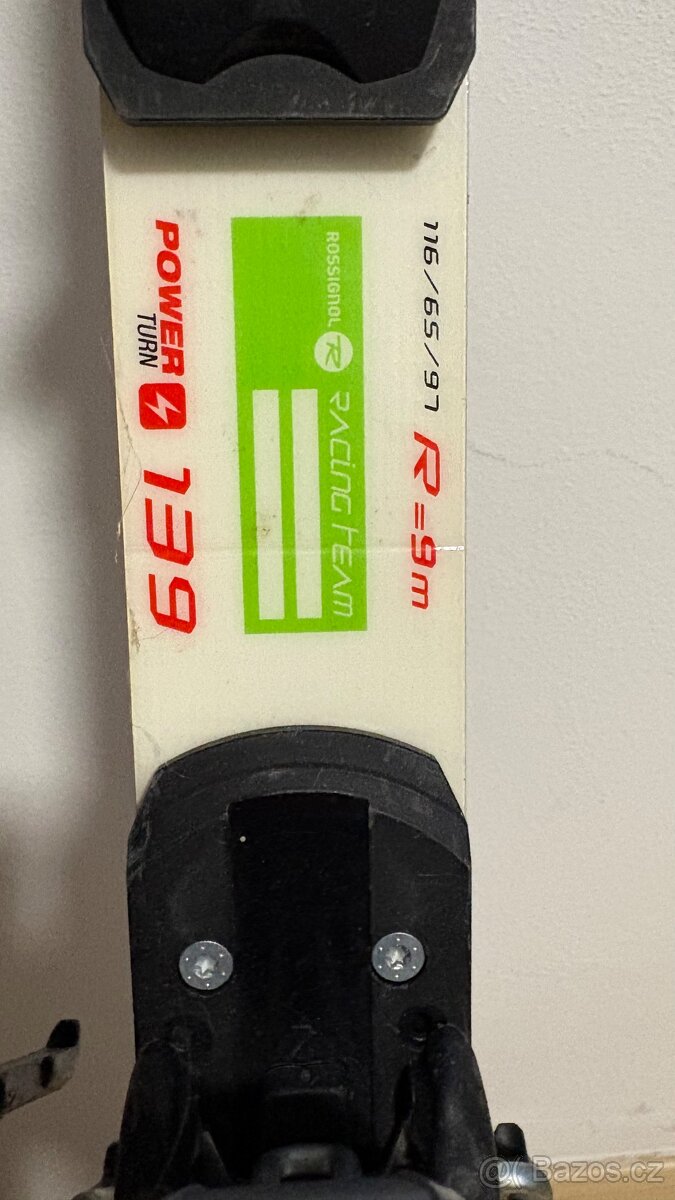 116/65/97 R=9m
ROSSIGNOL R RACING TEAM
POWER TURN 139
Bazos.cz